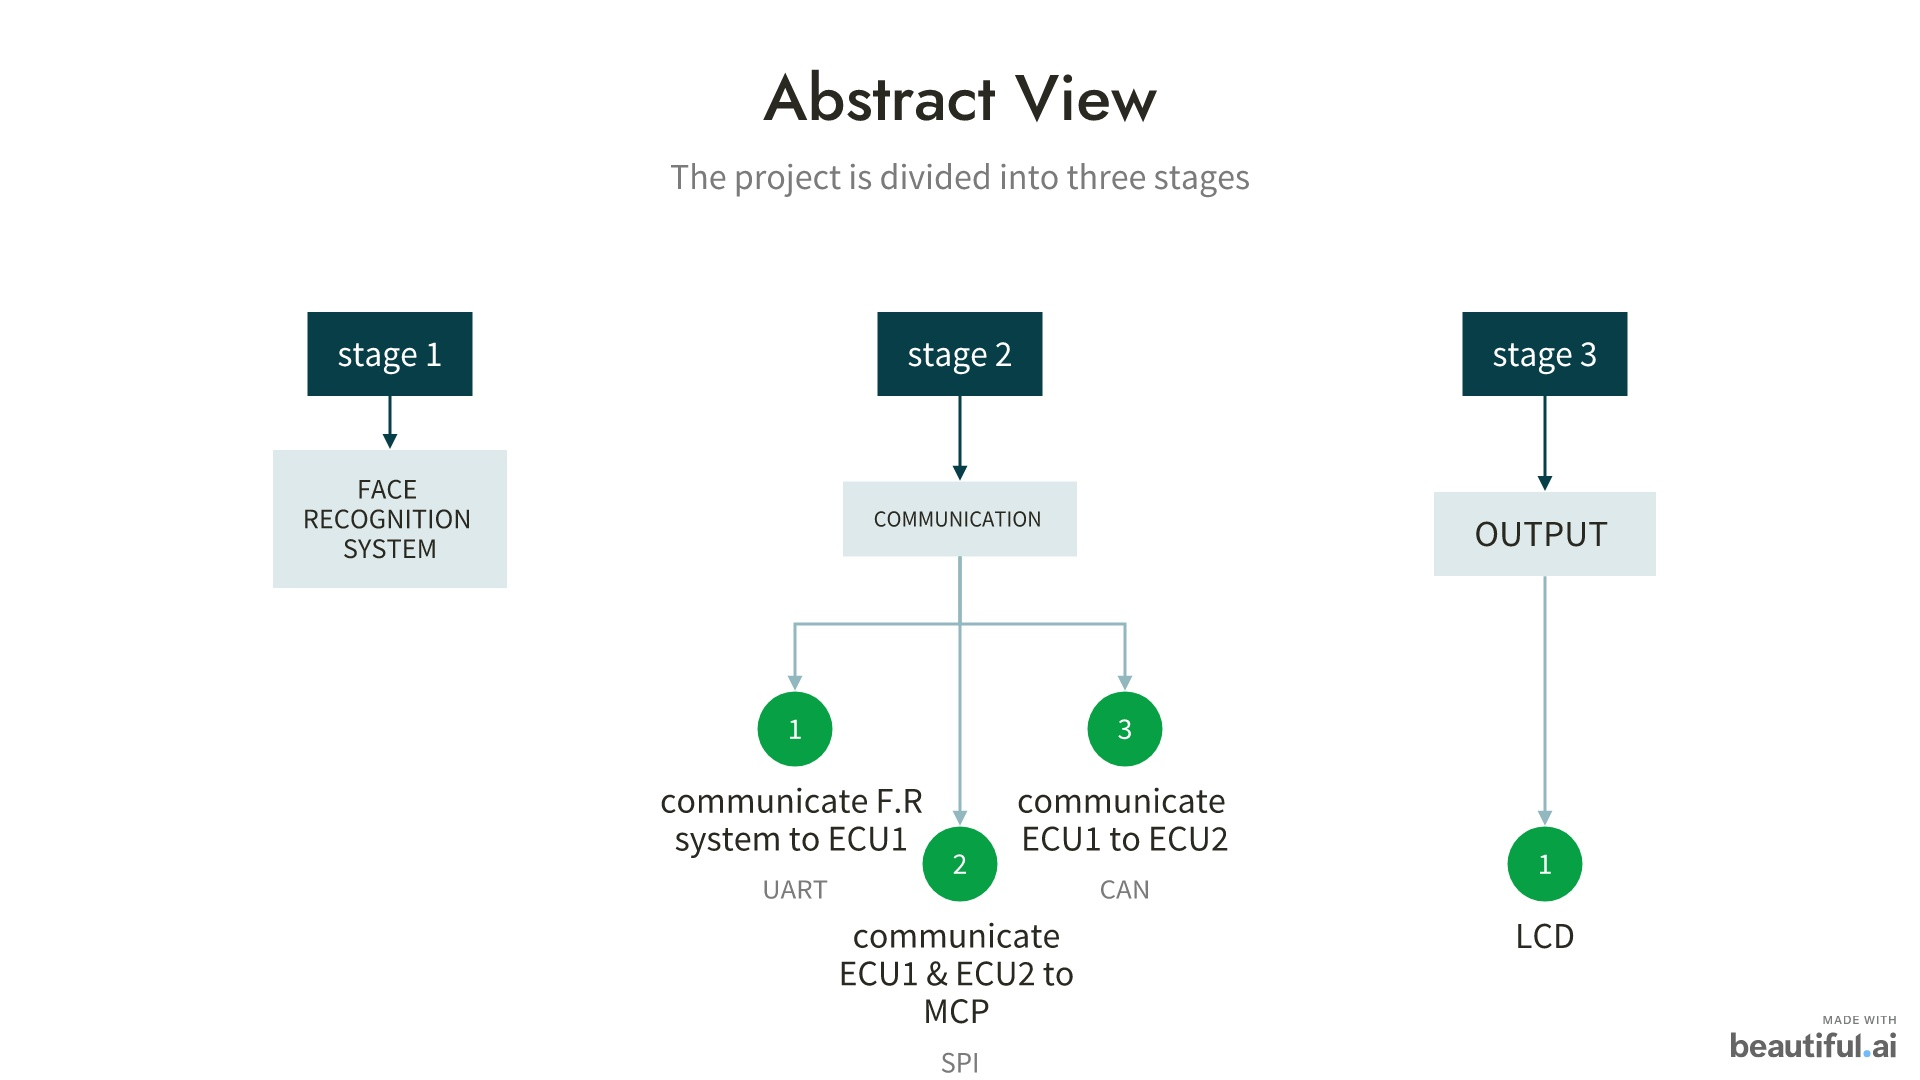 Abstract View
The project is divided into three stages
stage 1
FACE
RECOGNITION
SYSTEM
stage 2
COMMUNICATION
1
communicate F.R
system to ECU1
UART
2
communicate
ECU1 & ECU2 to
MCP
SPI
3
communicate
ECU1 to ECU2
CAN
stage 3
OUTPUT
1
LCD
MADE WITH
beautiful.ai